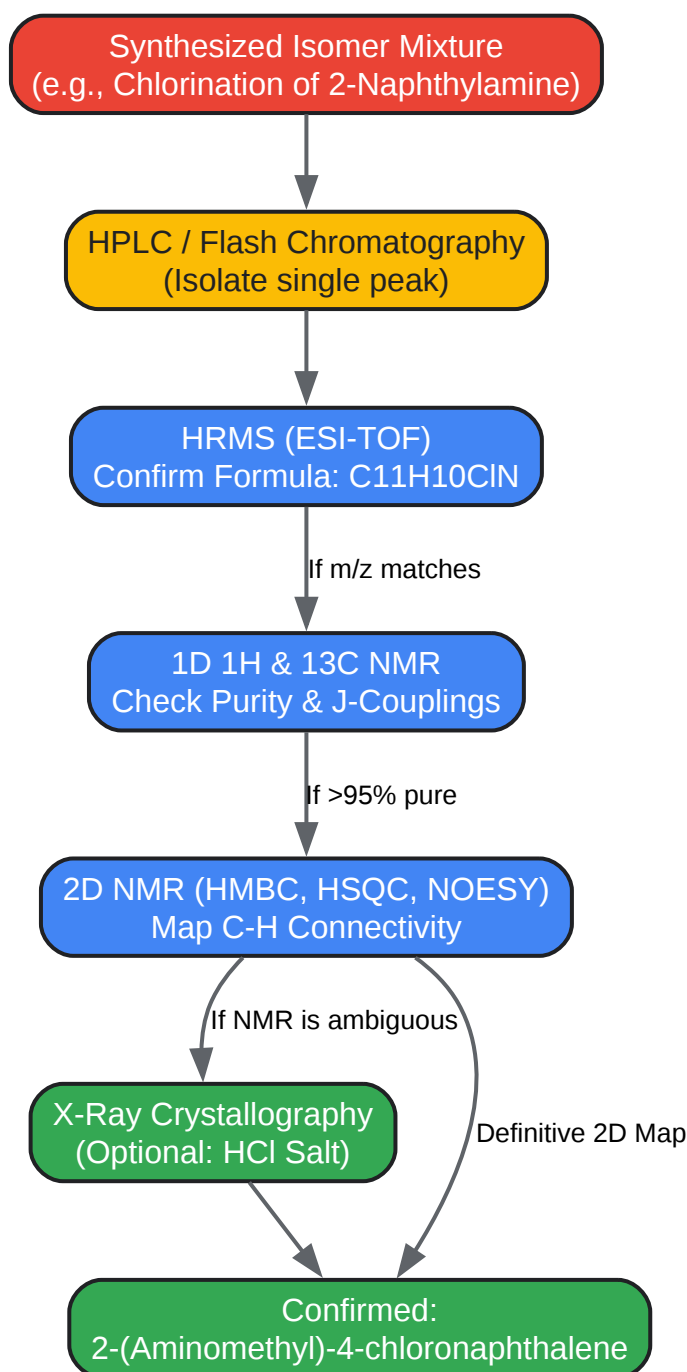 Synthesized Isomer Mixture
(e.g., Chlorination of 2-Naphthylamine)
HPLC / Flash Chromatography
(Isolate single peak)
HRMS (ESI-TOF)
Confirm Formula: C11H10ClN
If m/z matches
1D 1H & 13C NMR
Check Purity & J-Couplings
If >95% pure
2D NMR (HMBC, HSQC, NOESY)
Map C-H Connectivity
If NMR is ambiguous
X-Ray Crystallography
(Optional: HCl Salt)
Definitive 2D Map
Confirmed:
2-(Aminomethyl)-4-chloronaphthalene